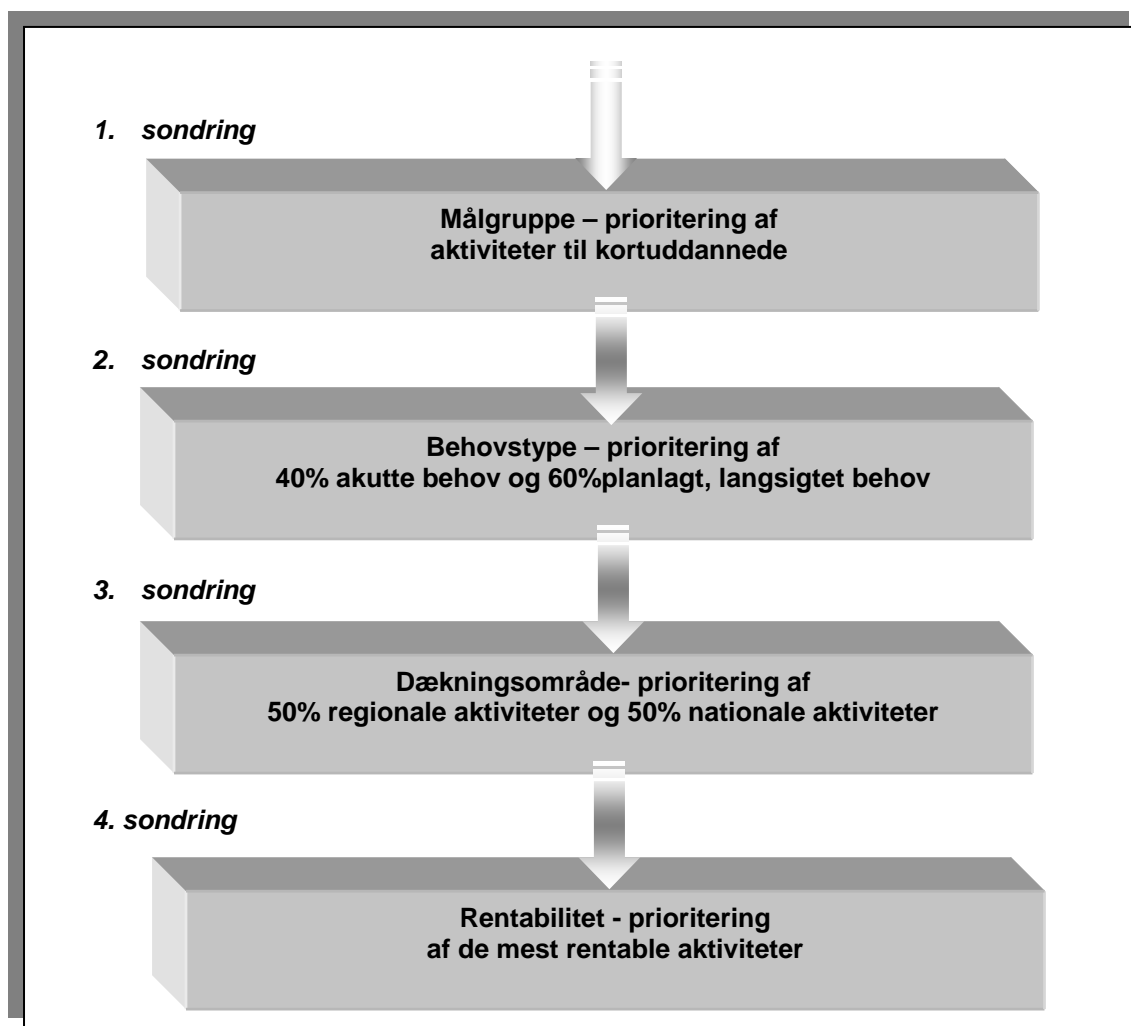 1. sondring
Målgruppe – prioritering af
aktiviteter til kortuddannede
2. sondring
Behovstype – prioritering af
40% akutte behov og 60%planlagt, langsigtet behov
3. sondring
Dækningsområde- prioritering af
50% regionale aktiviteter og 50% nationale aktiviteter
4. sondring
Rentabilitet - prioritering
af de mest rentable aktiviteter